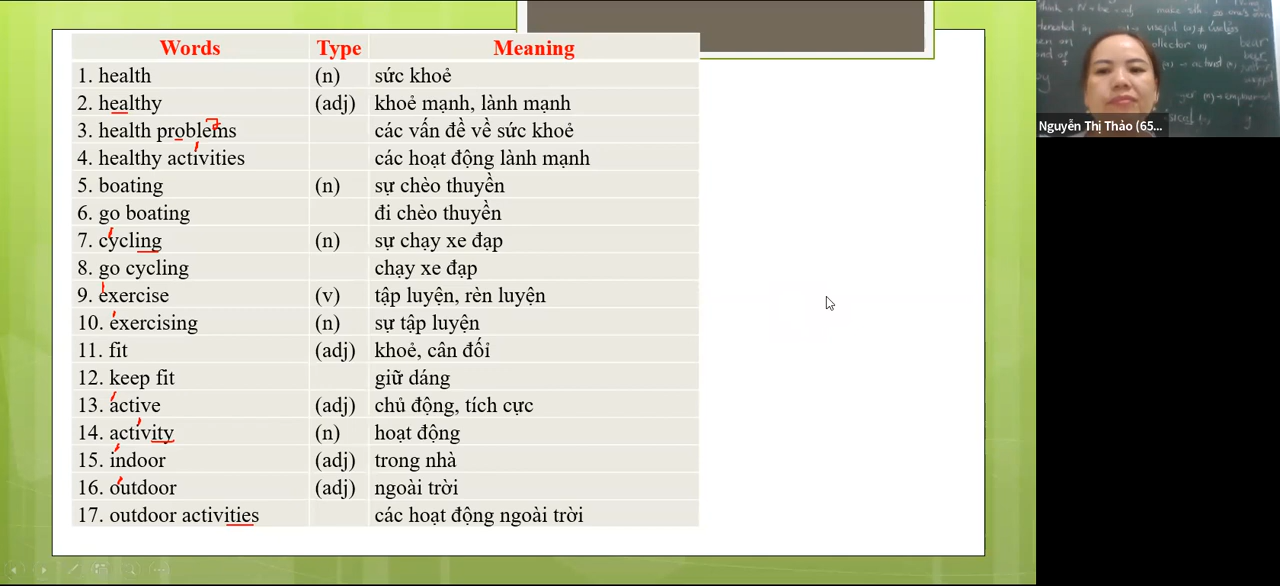 Words Type Meaning
1. health (n) sức khoẻ
2. healthy (adj) khoẻ mạnh, lành mạnh
3. health problems các vấn đề về sức khoẻ
4. healthy activities các hoạt động lành mạnh
5. boating (n) sự chèo thuyền
6. go boating đi chèo thuyền
7. cycling (n) sự chạy xe đạp
8. go cycling chạy xe đạp
9. exercise (v) tập luyện, rèn luyện
10. exercising (n) sự tập luyện
11. fit (adj) khoẻ, cân đối
12. keep fit giữ dáng
13. active (adj) chủ động, tích cực
14. activity (n) hoạt động
15. indoor (adj) trong nhà
16. outdoor (adj) ngoài trời
17. outdoor activities các hoạt động ngoài trời
bear
Nguyễn Thị Thảo (65...